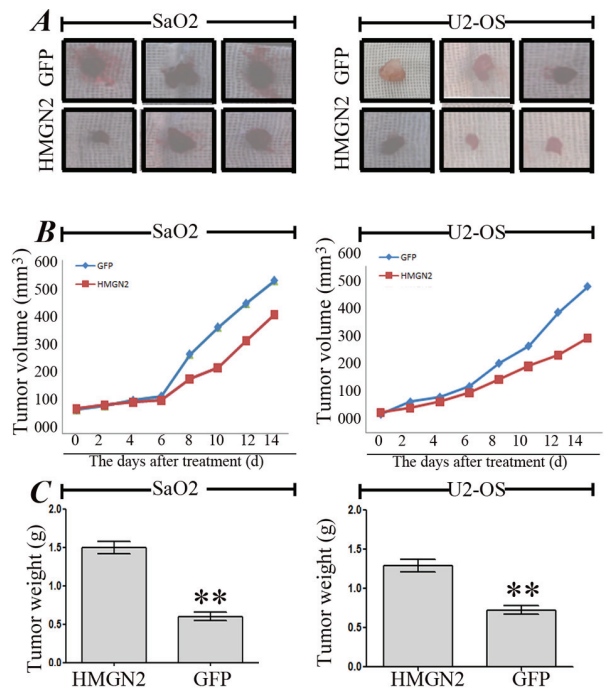 A
SaO2
U2-OS
GFP
HMGN2
GFP
HMGN2
B
SaO2
U2-OS
Tumor volume (mm3)
600
500
400
300
200
100
000
GFP
HMGN2
0 2 4 6 8 10 12 14
The days after treatment (d)
Tumor volume (mm3)
600
500
400
300
200
100
000
GFP
HMGN2
0 2 4 6 8 10 12 14
The days after treatment (d)
C
SaO2
U2-OS
Tumor weight (g)
2.0
1.5
1.0
0.5
0.0
**
HMGN2 GFP
Tumor weight (g)
2.0
1.5
1.0
0.5
0.0
**
HMGN2 GFP